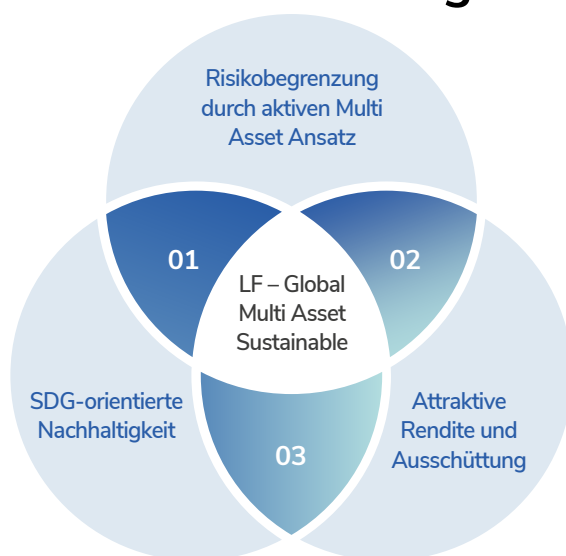 Risikobegrenzung
durch aktiven Multi
Asset Ansatz
01
02
LF – Global
Multi Asset
Sustainable
SDG-orientierte
Nachhaltigkeit
Attraktive
Rendite und
Ausschüttung
03